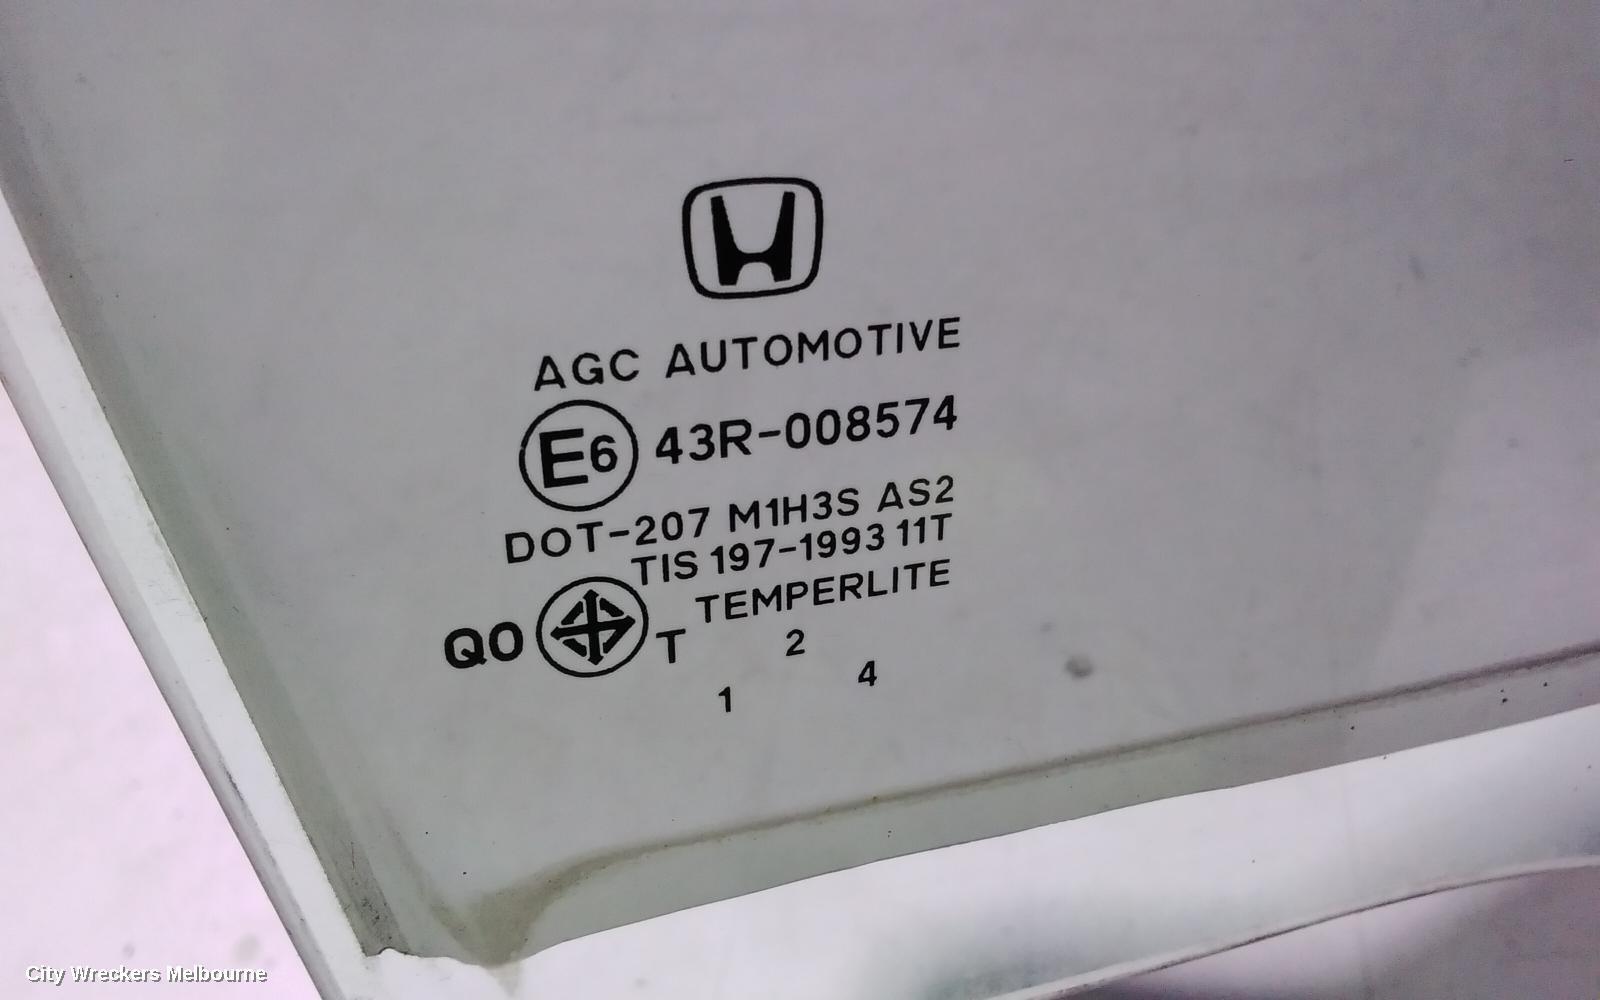 AGC AUTOMOTIVE
E6 43R-008574
DOT-207 M1H3S AS2
TIS 197-1993 11T
TEMPERLITE
QO T
2
4
1
City Wreckers Melbourne